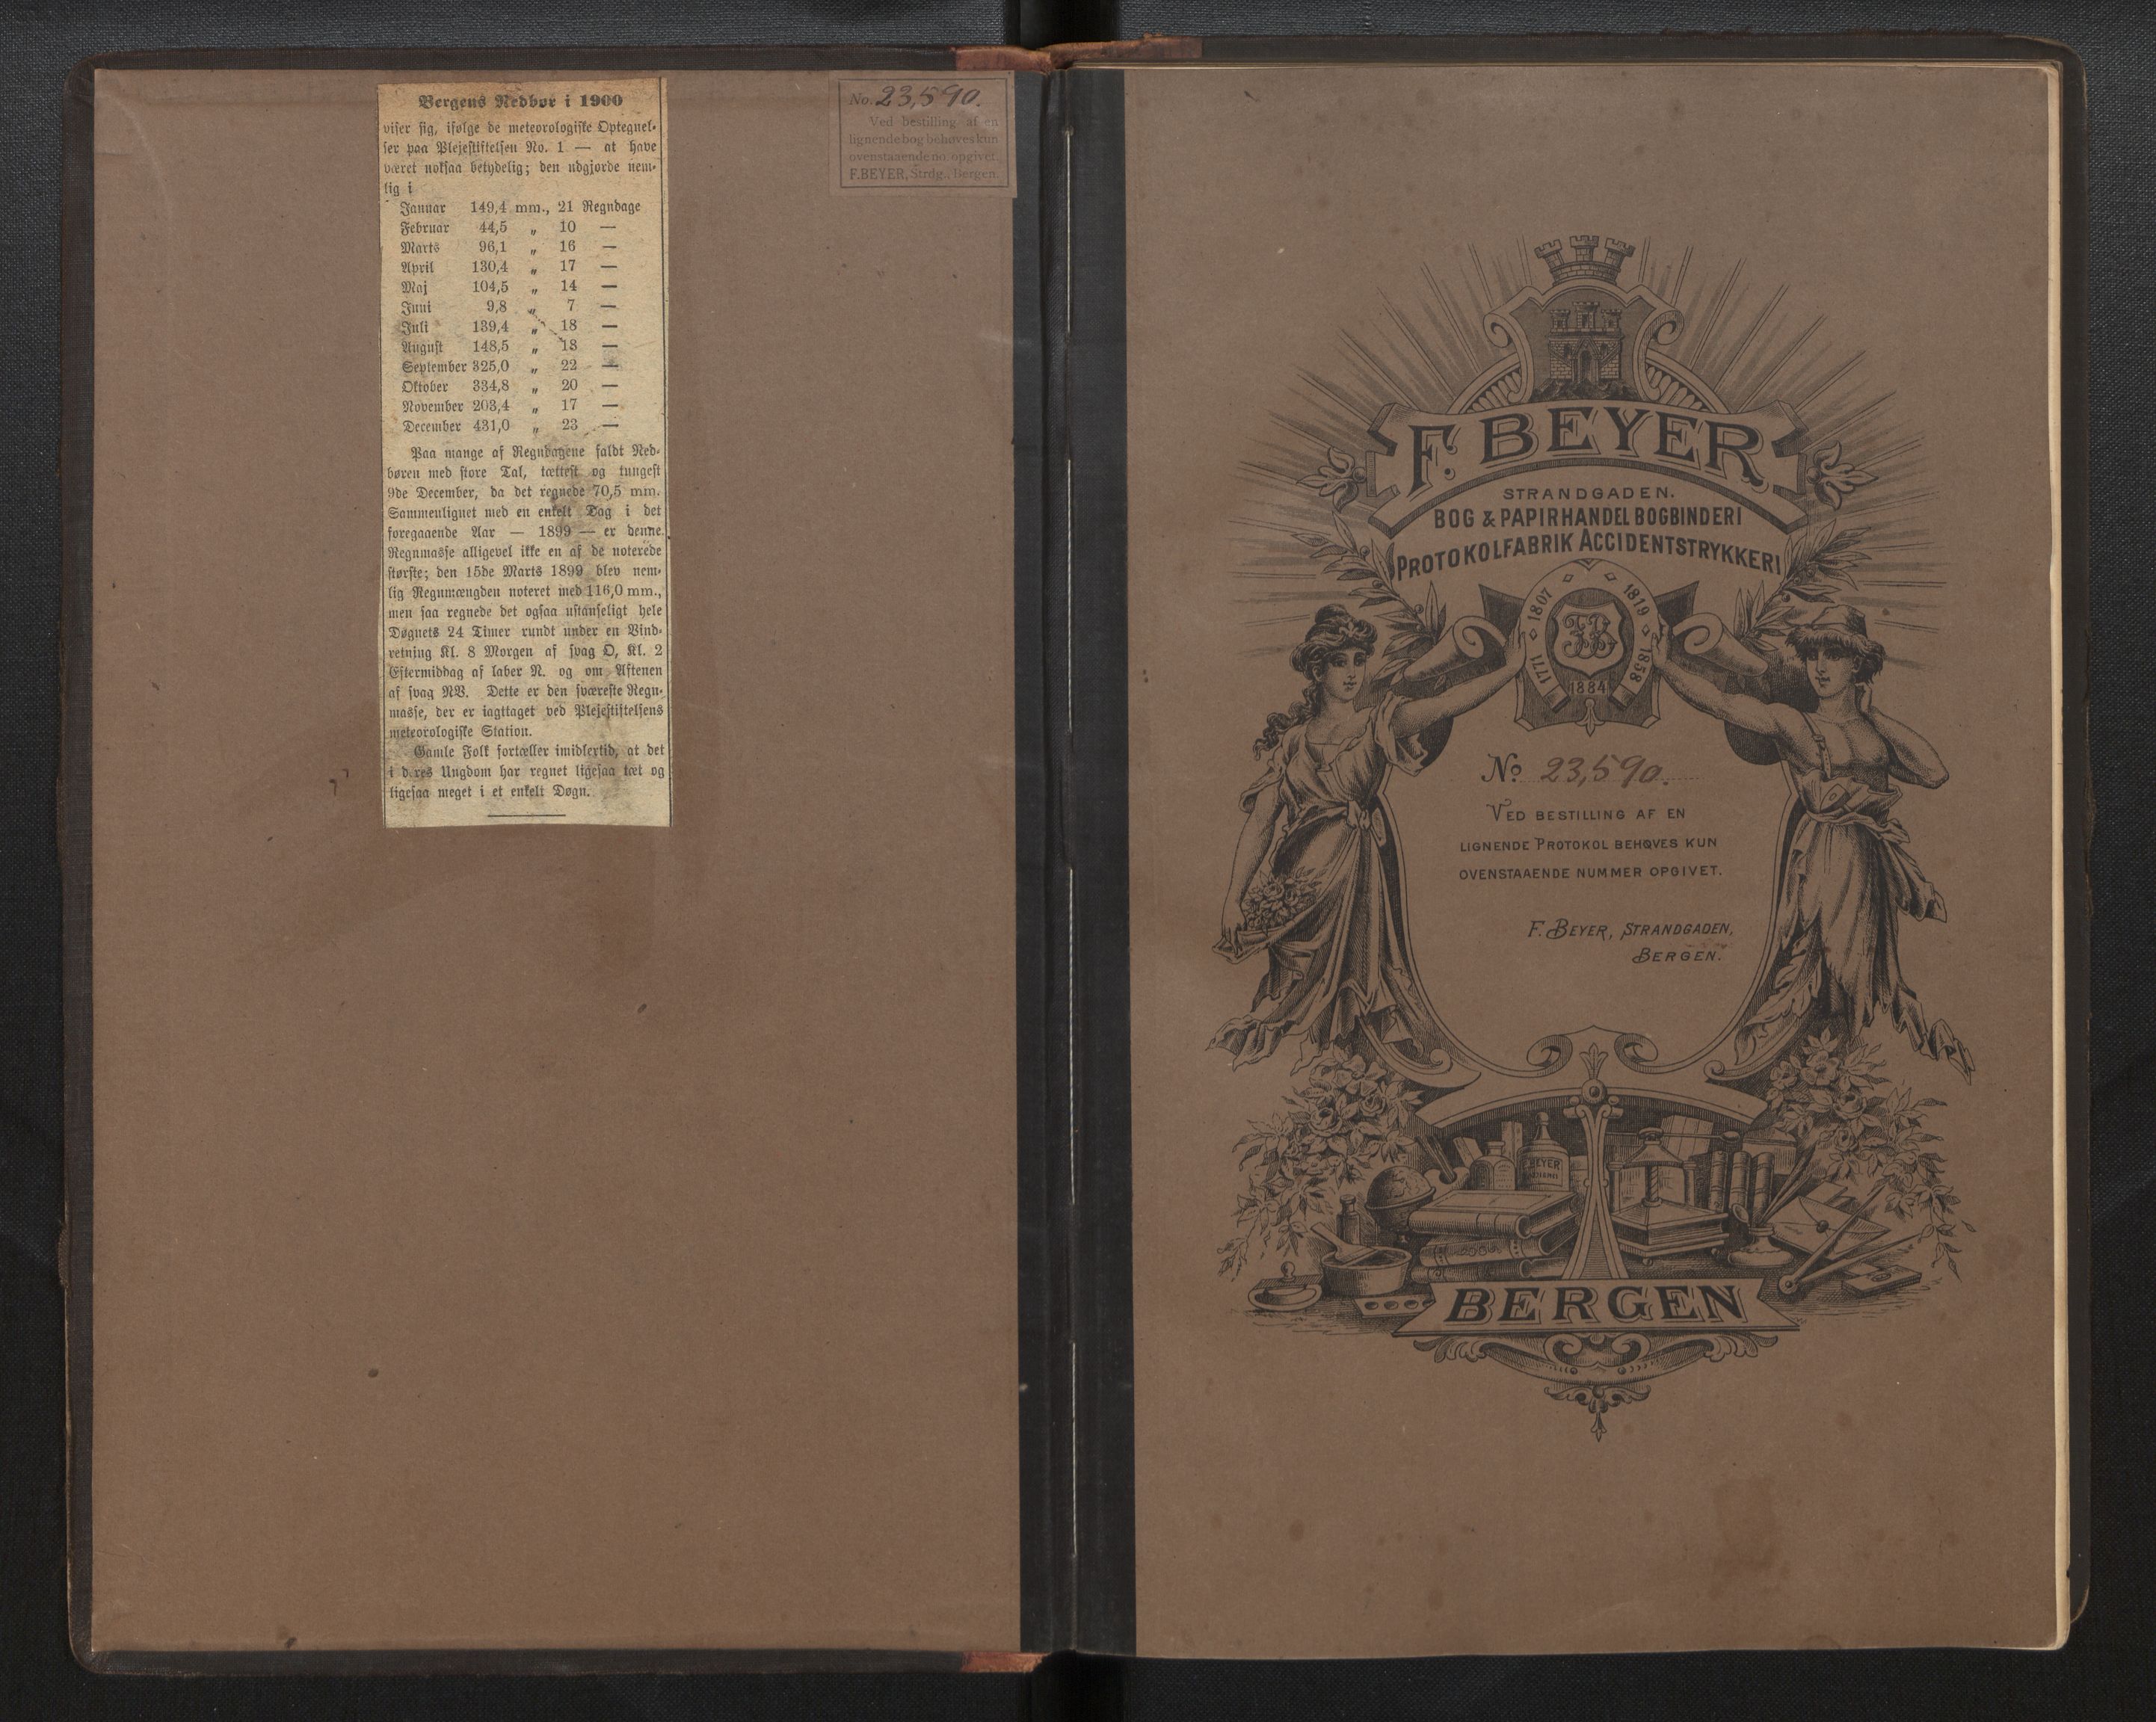 Bergens Nedbør i 1900
viser sig, ifølge de meteorologiske Optegnel-
ser paa Plejestiftelsen No. 1 — at have
været noksaa betydelig; den udgjorde nem-
lig i
Januar 149,4 mm., 21 Regndage
Februar 44,5 „ 10 —
Marts 96,1 „ 16 —
April 130,4 „ 17 —
Maj 104,5 „ 14 —
Juni 9,8 „ 7 —
Juli 139,4 „ 18 —
August 148,5 „ 18 —
September 325,0 „ 22 —
Oktober 334,8 „ 20 —
November 203,4 „ 17 —
December 431,0 „ 23 —
Paa mange af Regndagene faldt Ned-
børen med store Tal, tættest og tungest
9de December, da det regnede 70,5 mm.
Sammenlignet med en enkelt Dag i det
foregaaende Aar — 1899 — er denne
Regnmasse alligevel ikke en af de noterede
største; den 15de Marts 1899 blev nem-
lig Regnmængden noteret med 116,0 mm.,
men saa regnede det ogsaa ustanseligt hele
Døgnets 24 Timer rundt under en Vind-
retning Kl. 8 Morgen af svag O, Kl. 2
Eftermiddag af laber N. og om Aftenen
af svag NV. Dette er den sværeste Regn-
masse, der er iagttaget ved Plejestiftelsens
meteorologiske Station.
Gamle Folk fortæller imidlertid, at det
i deres Ungdom har regnet ligesaa tæt og
ligesaa meget i et enkelt Døgn.
No. 23,590.
Ved bestilling af en
lignende bog behøves kun
ovenstaaende no. opgivet.
F. BEYER, Strdg., Bergen.
F. BEYER
STRANDGADEN.
BOG & PAPIRHANDEL BOGBINDERI
PROTOKOLFABRIK ACCIDENTSTRYKKERI
1771 1807 1819 1858
FB
1884
No. 23,590.
VED BESTILLING AF EN
LIGNENDE PROTOKOL BEHØVES KUN
OVENSTAAENDE NUMMER OPGIVET.
F. BEYER, STRANDGADEN,
BERGEN.
BEYER
BERGEN